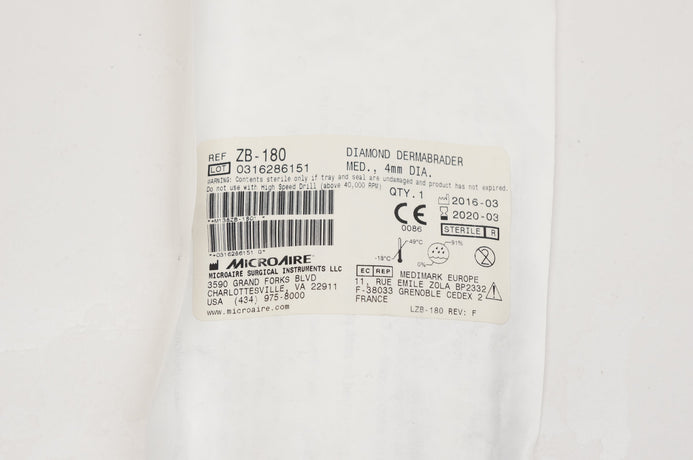 REF ZB-180 DIAMOND DERMABRADER
LOT 0316286151 MED., 4mm DIA.
WARNING: Contents sterile only if tray and seal are undamaged and product has not expired.
Do not use with High Speed Drill (above 40,000 RPM)
QTY.1 2016-03
2020-03
CE
0086
STERILE R
49°C
-18°C
91%
0%
MICROAIRE®
MICROAIRE SURGICAL INSTRUMENTS LLC
3590 GRAND FORKS BLVD
CHARLOTTESVILLE, VA 22911
USA (434) 975-8000
www.microaire.com
EC REP MEDIMARK EUROPE
11, RUE EMILE ZOLA BP2332
F-38033 GRENOBLE CEDEX 2
FRANCE
LZB-180 REV: F